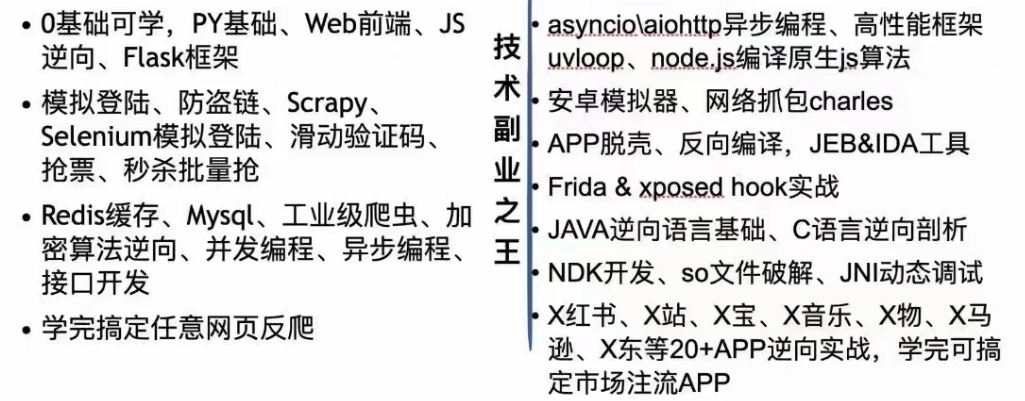 • 0基础可学，PY基础、Web前端、JS
逆向、Flask框架
• 模拟登陆、防盗链、Scrapy、
Selenium模拟登陆、滑动验证码、
抢票、秒杀批量抢
• Redis缓存、Mysql、工业级爬虫、加
密算法逆向、并发编程、异步编程、
接口开发
• 学完搞定任意网页反爬
技术副业之王
• asyncio\aiohttp异步编程、高性能框架
uvloop、node.js编译原生js算法
• 安卓模拟器、网络抓包charles
• APP脱壳、反向编译，JEB&IDA工具
• Frida & xposed hook实战
• JAVA逆向语言基础、C语言逆向剖析
• NDK开发、so文件破解、JNI动态调试
• X红书、X站、X宝、X音乐、X物、X马
逊、X东等20+APP逆向实战，学完可搞
定市场注流APP